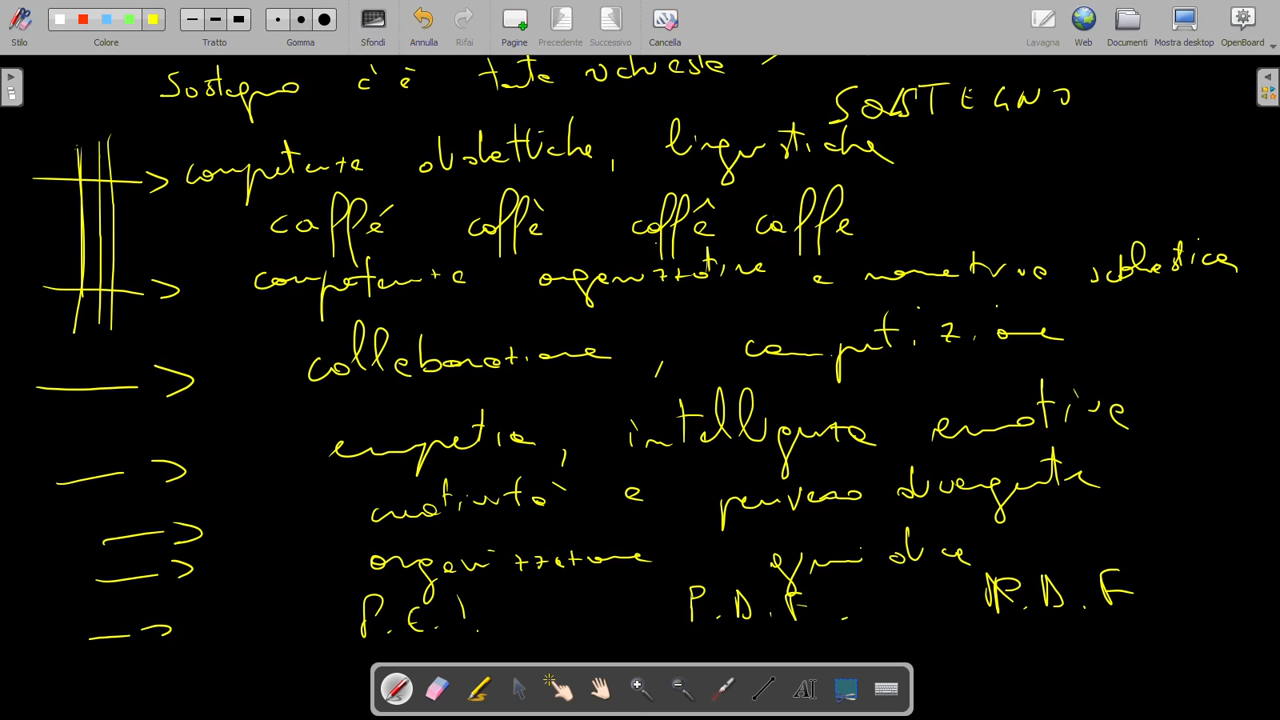 Stilo Colore Tratto Gomma Sfondi Annulla Rifai Pagine Precedente Successivo Cancella Lavagna Web Documenti Mostra desktop OpenBoard
Sostegno c'è tante richieste
SOSTEGNO
competenze didattiche, linguistiche
caffé caffè caffê caffe
competenze organizzative e normative scolastica
collaborazione, competizione
empatia, intelligenza emotiva
creatività e pensiero divergente
organizzazione giudice
P.E.I. P.D.F. P.D.F